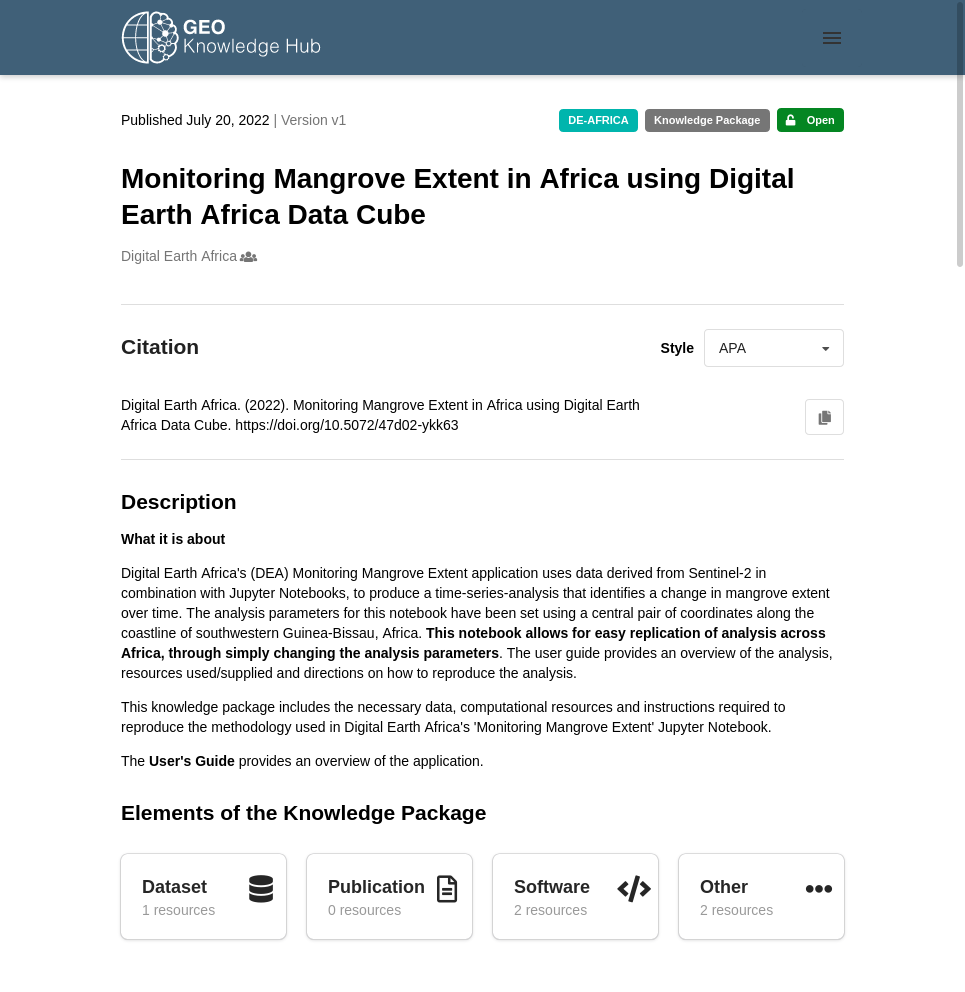 GEO
Knowledge Hub
Published July 20, 2022 | Version v1
DE-AFRICA
Knowledge Package
Open
Monitoring Mangrove Extent in Africa using Digital
Earth Africa Data Cube
Digital Earth Africa
Citation
Style
APA
Digital Earth Africa. (2022). Monitoring Mangrove Extent in Africa using Digital Earth
Africa Data Cube. https://doi.org/10.5072/47d02-ykk63
Description
What it is about
Digital Earth Africa's (DEA) Monitoring Mangrove Extent application uses data derived from Sentinel-2 in
combination with Jupyter Notebooks, to produce a time-series-analysis that identifies a change in mangrove extent
over time. The analysis parameters for this notebook have been set using a central pair of coordinates along the
coastline of southwestern Guinea-Bissau, Africa. This notebook allows for easy replication of analysis across
Africa, through simply changing the analysis parameters. The user guide provides an overview of the analysis,
resources used/supplied and directions on how to reproduce the analysis.
This knowledge package includes the necessary data, computational resources and instructions required to
reproduce the methodology used in Digital Earth Africa's 'Monitoring Mangrove Extent' Jupyter Notebook.
The User's Guide provides an overview of the application.
Elements of the Knowledge Package
Dataset
1 resources
Publication
0 resources
Software
2 resources
Other
2 resources